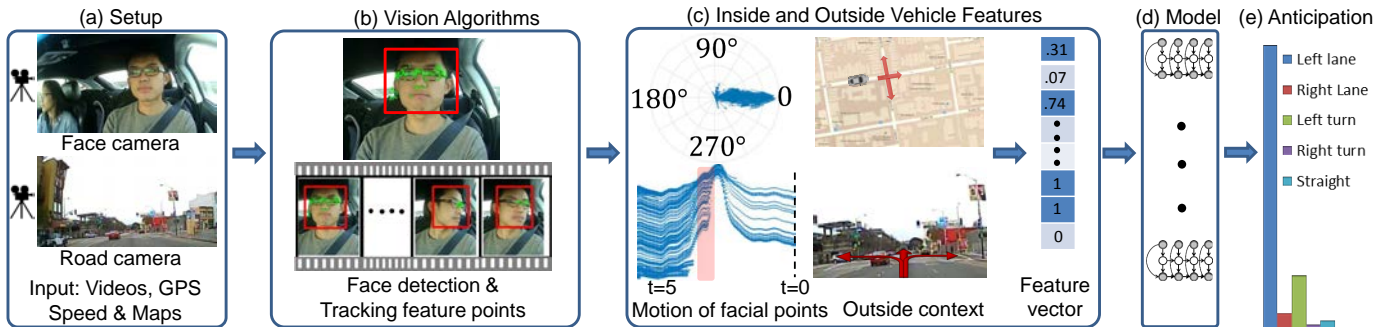 (a) Setup
Face camera
Road camera
Input: Videos, GPS
Speed & Maps
(b) Vision Algorithms
Face detection &
Tracking feature points
(c) Inside and Outside Vehicle Features
90°
180°
0
270°
t=5
t=0
Motion of facial points
Outside context
.31
.07
.74
1
1
0
Feature
vector
(d) Model
(e) Anticipation
Left lane
Right Lane
Left turn
Right turn
Straight